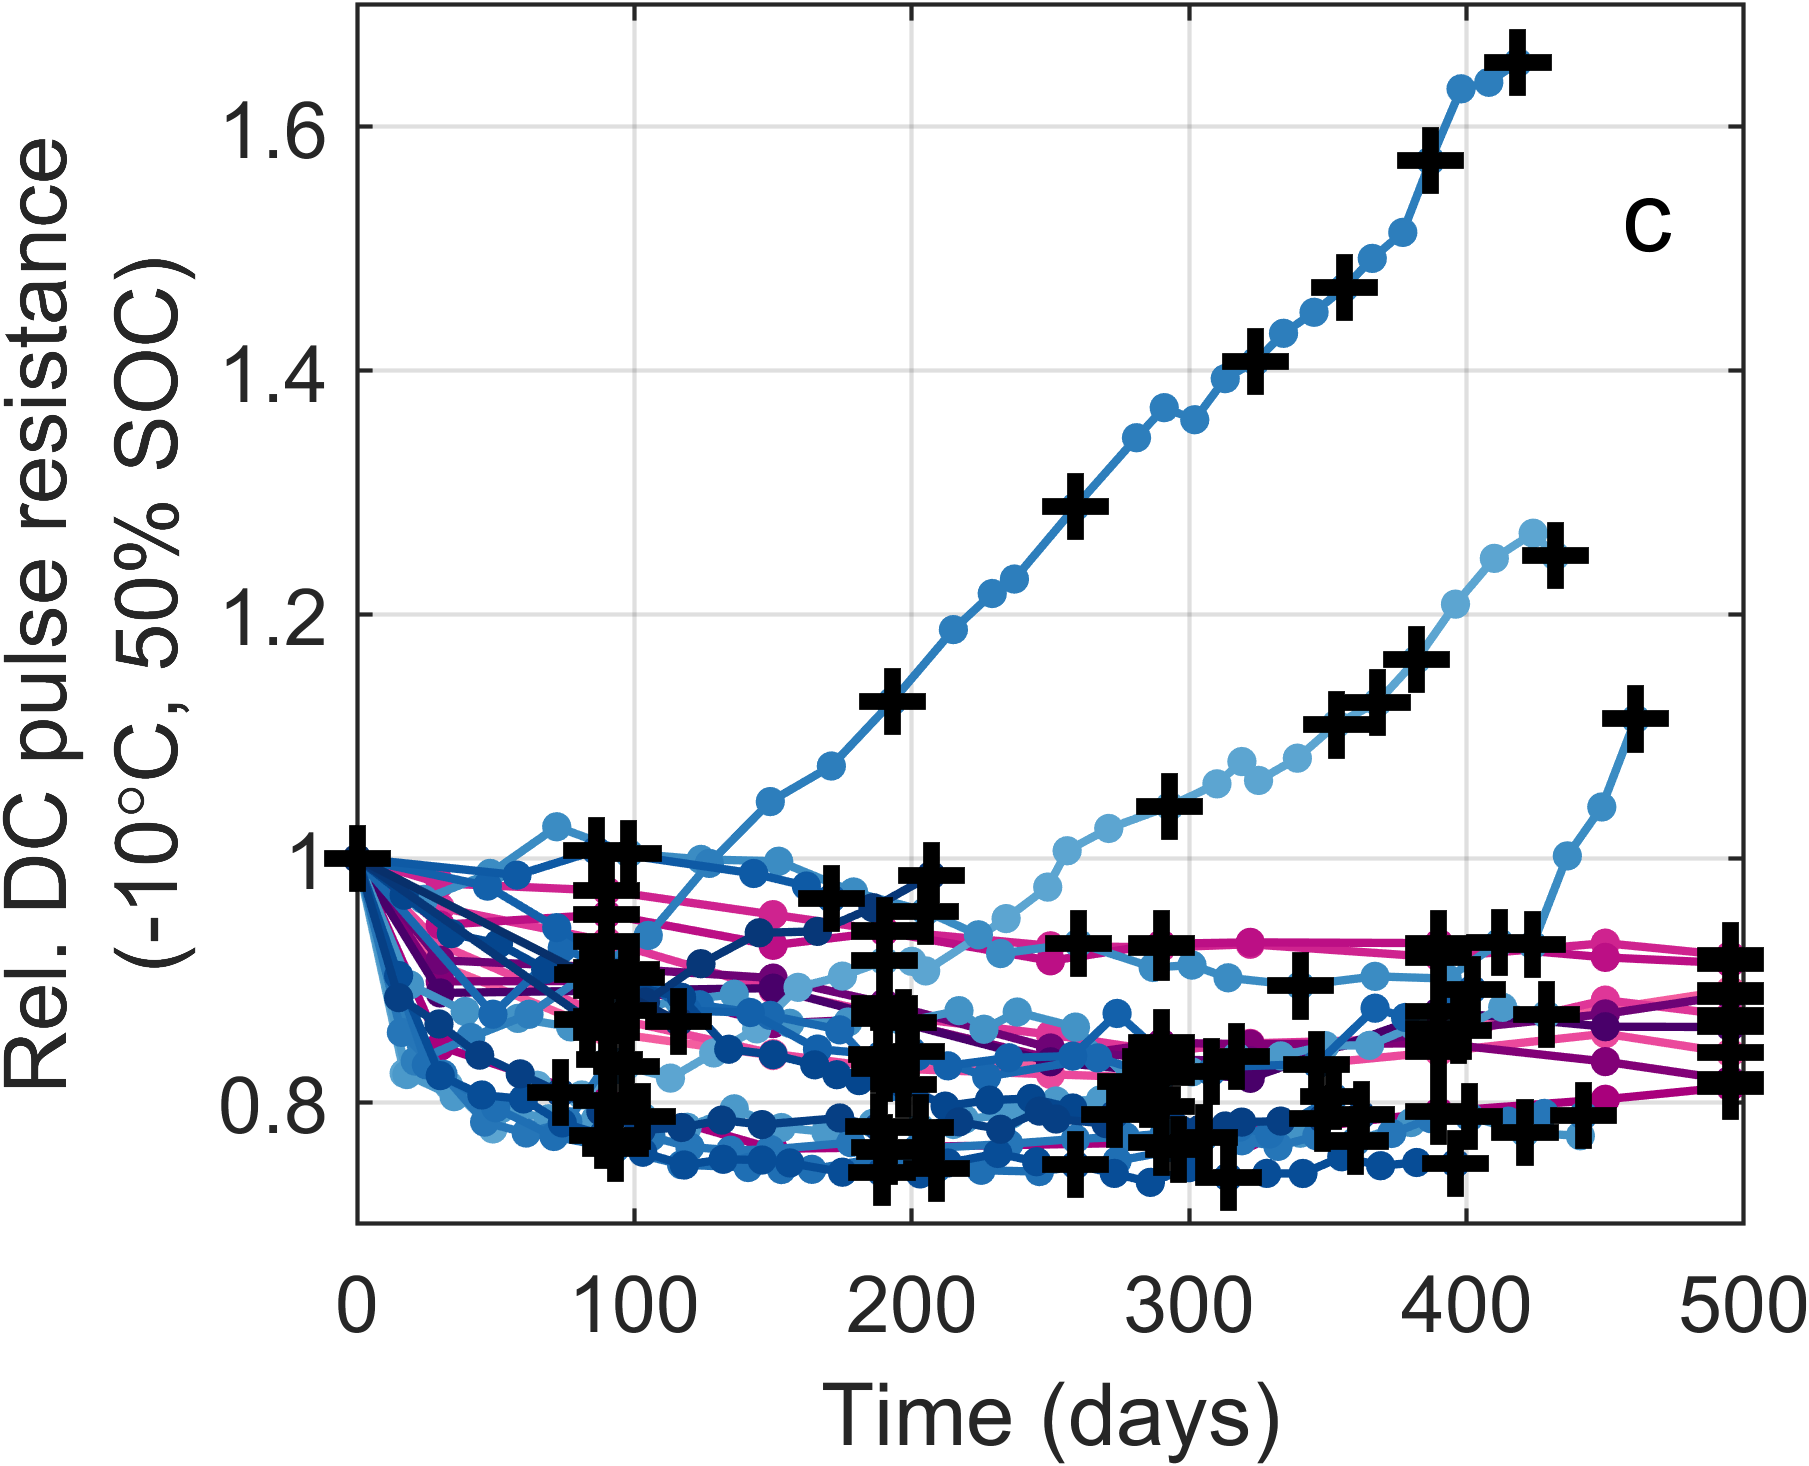 Rel. DC pulse resistance
(-10°C, 50% SOC)
1.6
1.4
1.2
1
0.8
c
0 100 200 300 400 500
Time (days)